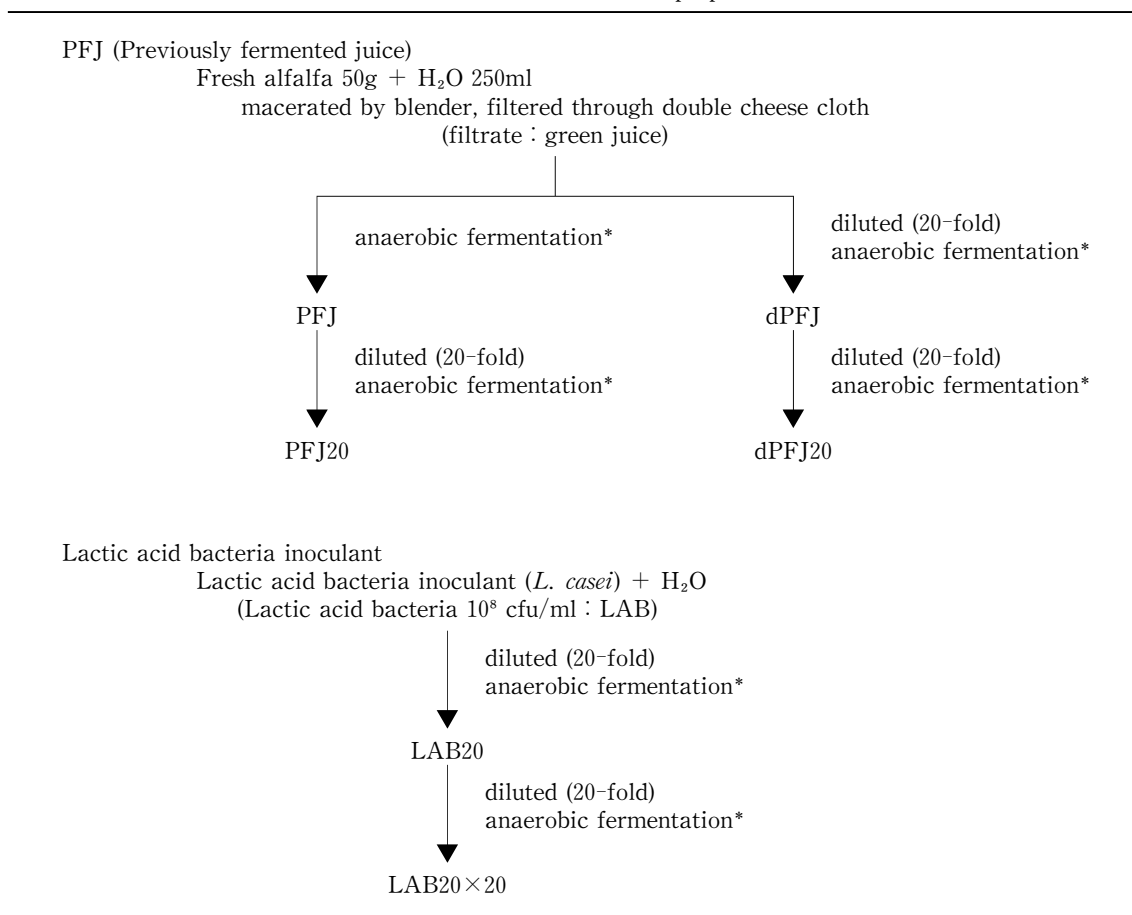 PFJ (Previously fermented juice)
Fresh alfalfa 50g + H₂O 250ml
macerated by blender, filtered through double cheese cloth
(filtrate : green juice)
anaerobic fermentation*
diluted (20-fold)
anaerobic fermentation*
PFJ
dPFJ
diluted (20-fold)
anaerobic fermentation*
diluted (20-fold)
anaerobic fermentation*
PFJ20
dPFJ20
Lactic acid bacteria inoculant
Lactic acid bacteria inoculant (L. casei) + H₂O
(Lactic acid bacteria 10⁸ cfu/ml : LAB)
diluted (20-fold)
anaerobic fermentation*
LAB20
diluted (20-fold)
anaerobic fermentation*
LAB20×20